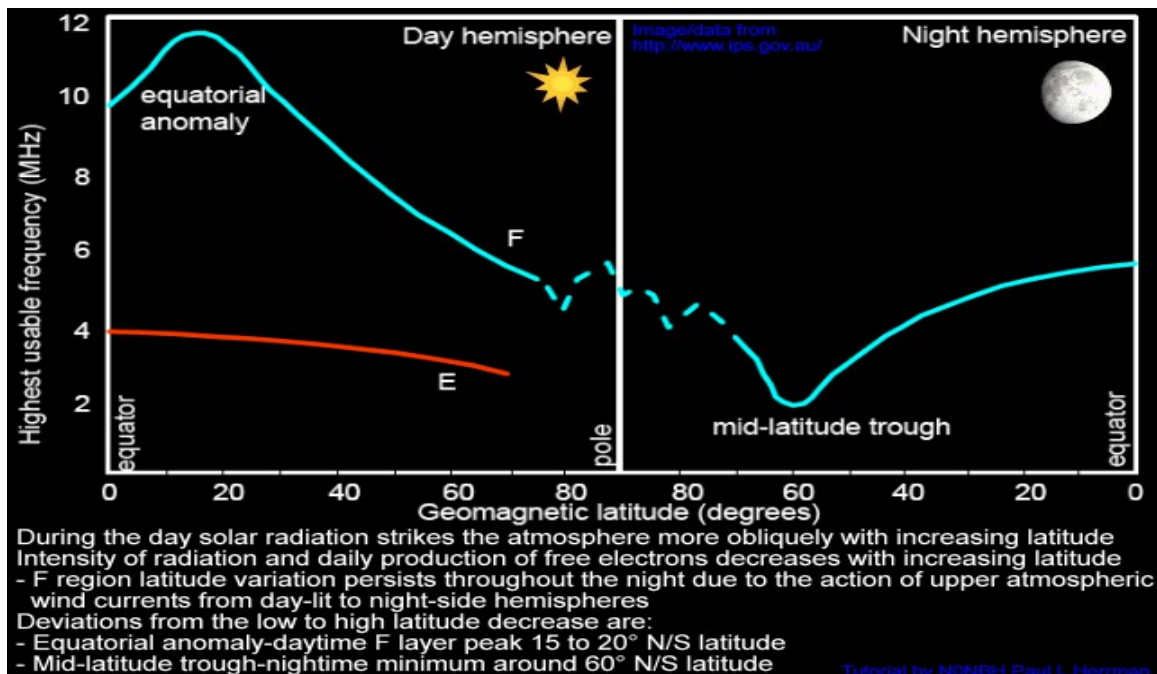 12
10
8
6
4
2
Highest usable frequency (MHz)
Day hemisphere
equatorial
anomaly
F
E
equator
pole
Image/data from
http://www.ips.gov.au/
Night hemisphere
mid-latitude trough
equator
0 20 40 60 80 80 60 40 20 0
Geomagnetic latitude (degrees)
During the day solar radiation strikes the atmosphere more obliquely with increasing latitude
Intensity of radiation and daily production of free electrons decreases with increasing latitude
- F region latitude variation persists throughout the night due to the action of upper atmospheric
wind currents from day-lit to night-side hemispheres
Deviations from the low to high latitude decrease are:
- Equatorial anomaly-daytime F layer peak 15 to 20° N/S latitude
- Mid-latitude trough-nightime minimum around 60° N/S latitude
Tutorial by N0NBH Paul L Herrman